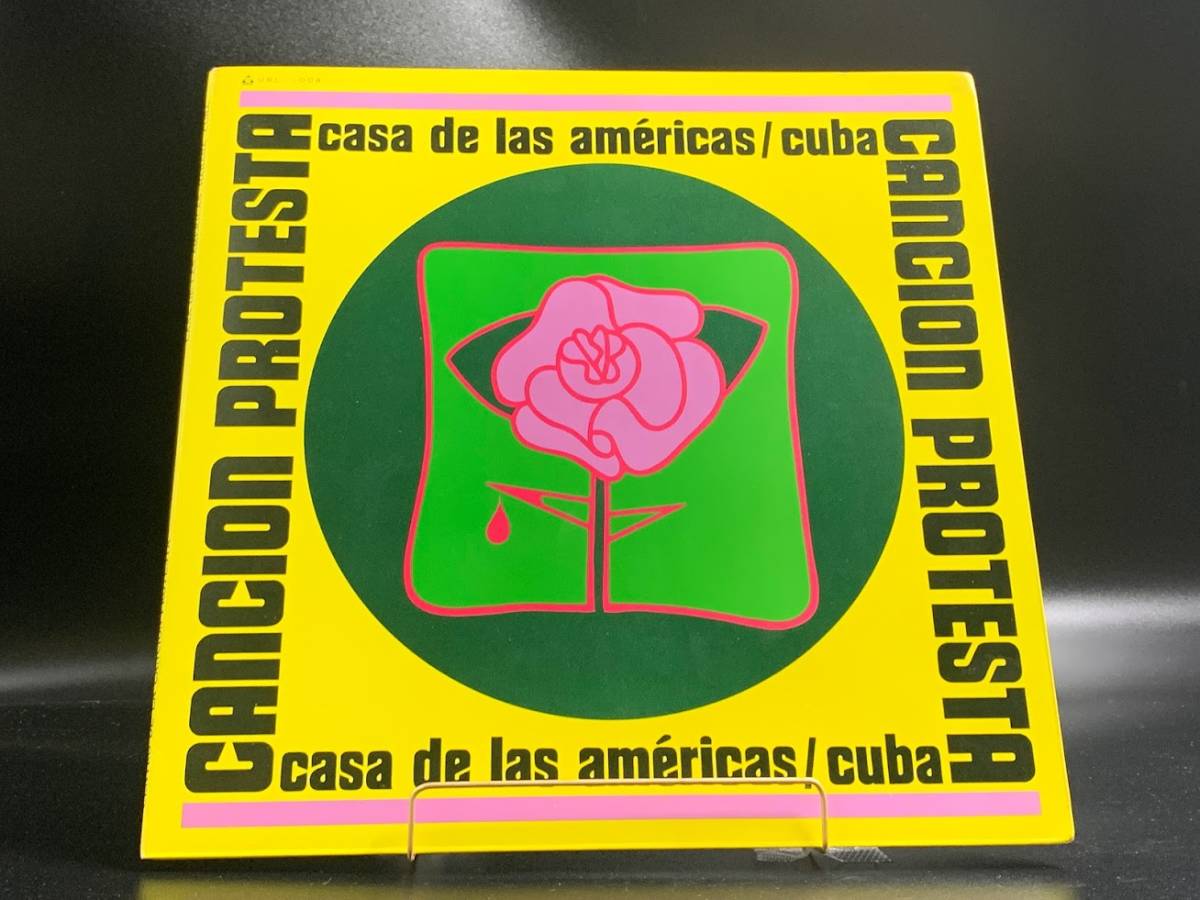 casa de las américas / cuba
CANCION PROTESTA
CANCION PROTESTA
casa de las américas / cuba